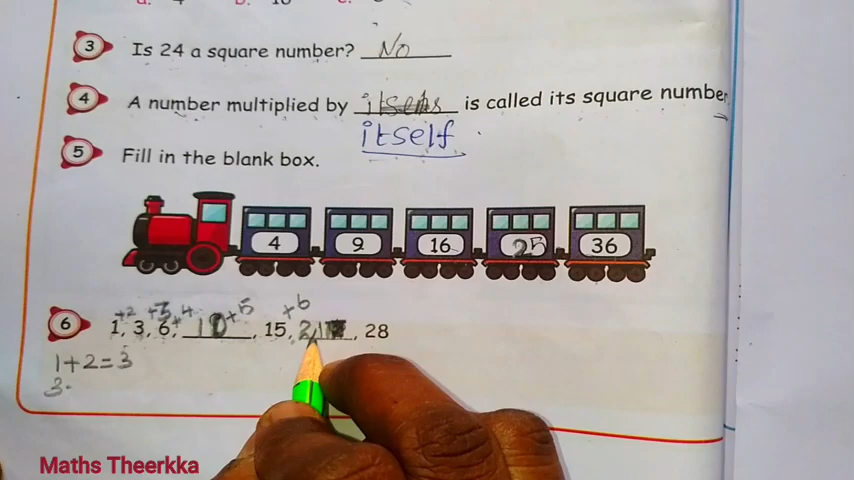 3 Is 24 a square number? No
4 A number multiplied by is called its square number
itself
5 Fill in the blank box.
4 9 16 25 36
+2 +3 +4 +5 +6
6 1, 3, 6, 10, 15, 21, 28
1+2=3
3.
Maths Theerkka